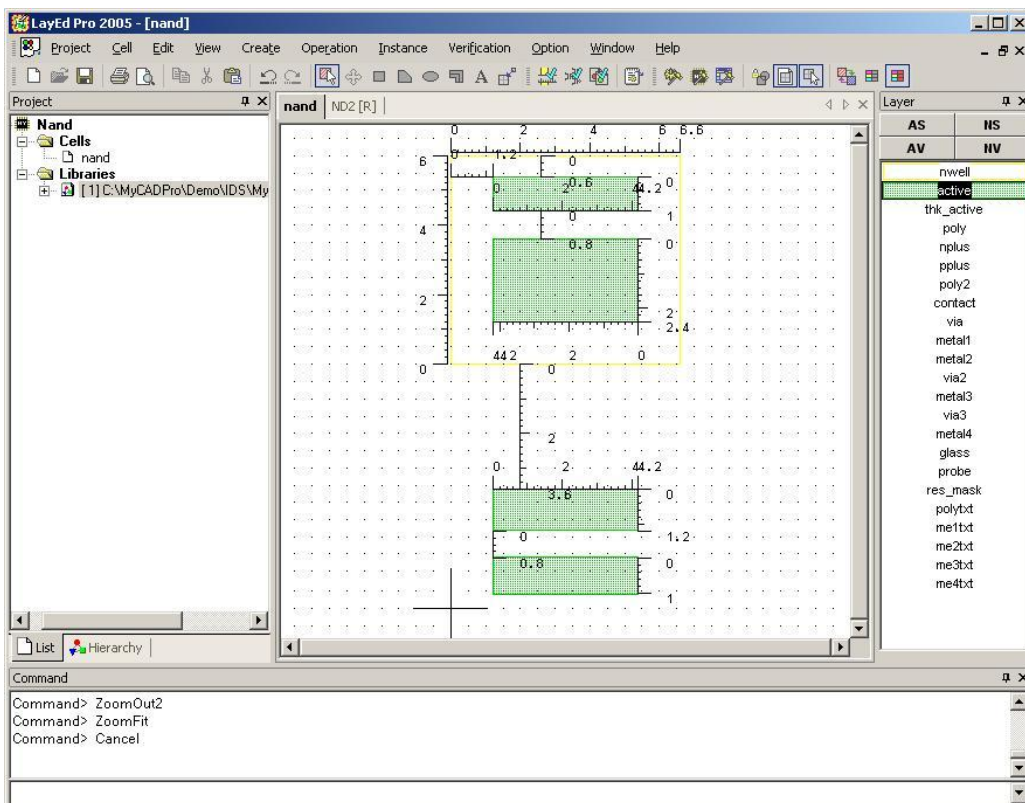 LayEd Pro 2005 - [nand]
Project Cell Edit View Create Operation Instance Verification Option Window Help
Project
Nand
Cells
nand
Libraries
[1] C:\MyCADPro\Demo\IDS\My
List Hierarchy
nand ND2 [R]
0 2 4 6 6.6
6 0 1.2 0
0 2 0.6 44.2 0
0 1
4
0.8 0
2
2
2.4
442 2 0
0 0
2
0 2 44.2
3.6 0
0 1.2
0.8 0
1
Layer
AS NS
AV NV
nwell
active
thk_active
poly
nplus
pplus
poly2
contact
via
metal1
metal2
via2
metal3
via3
metal4
glass
probe
res_mask
polytxt
me1txt
me2txt
me3txt
me4txt
Command
Command> ZoomOut2
Command> ZoomFit
Command> Cancel